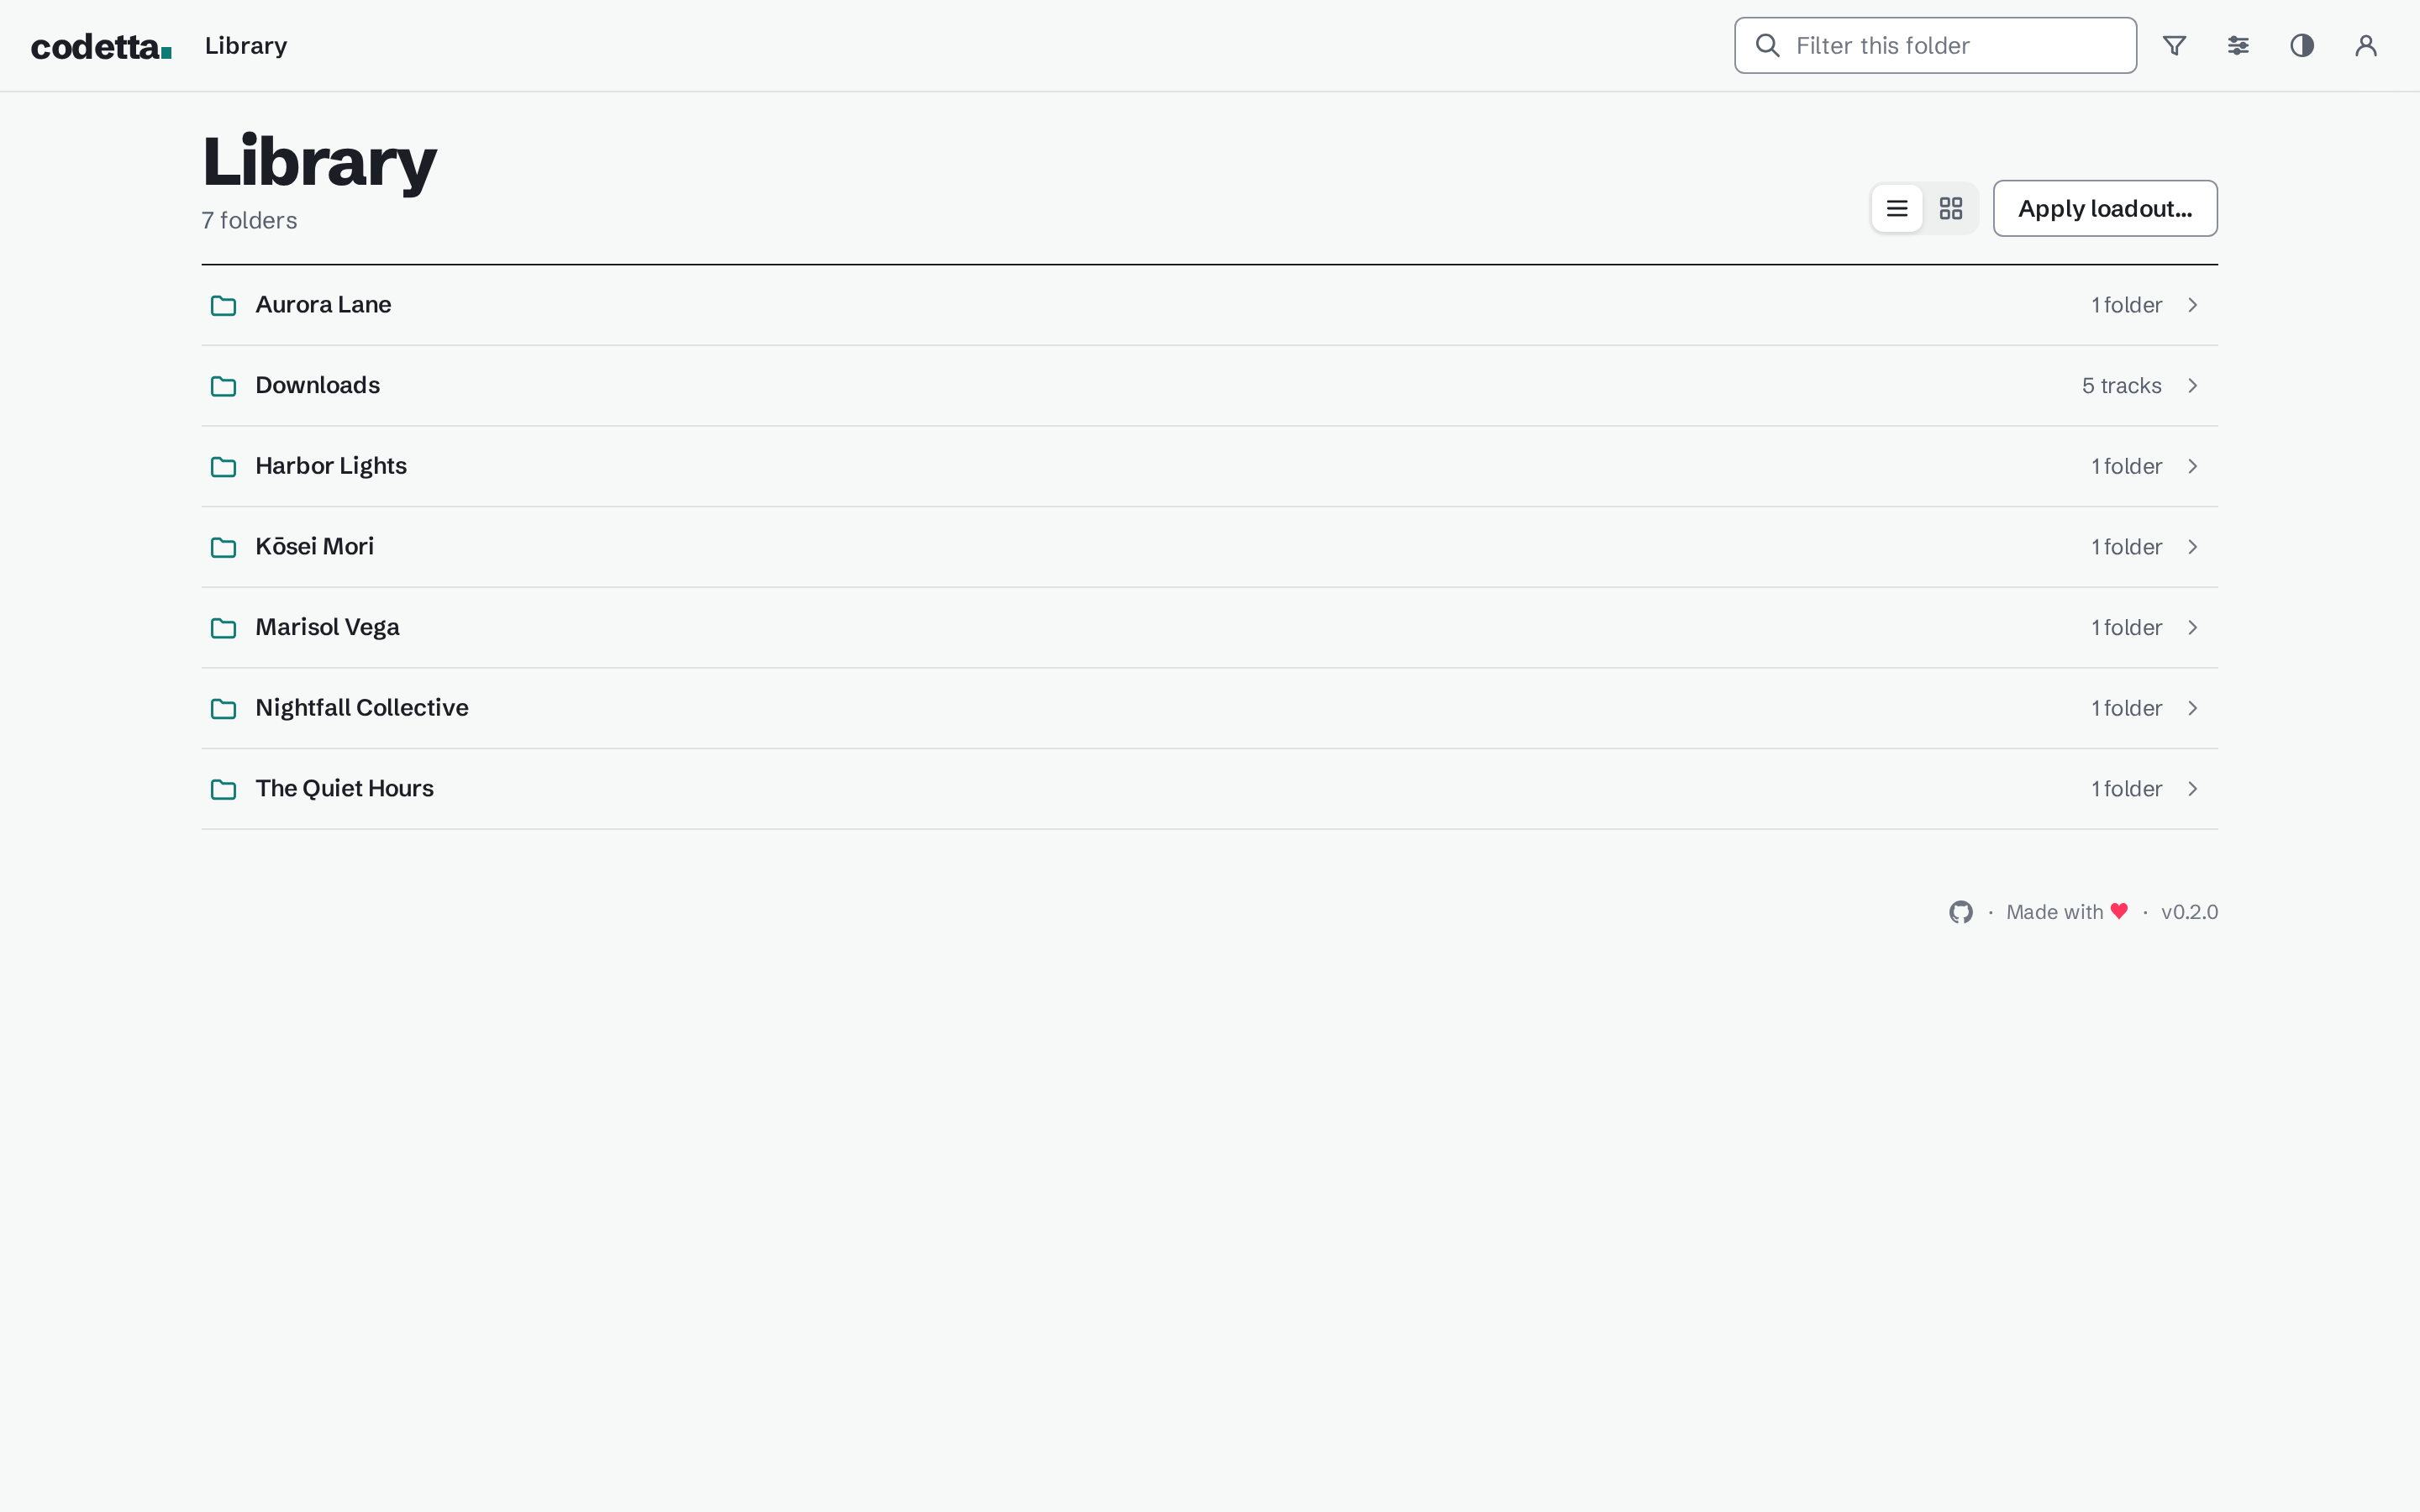 codetta.
Library
Filter this folder
Library
7 folders
Apply loadout...
Aurora Lane
1 folder
Downloads
5 tracks
Harbor Lights
1 folder
Kōsei Mori
1 folder
Marisol Vega
1 folder
Nightfall Collective
1 folder
The Quiet Hours
1 folder
· Made with ♥ · v0.2.0